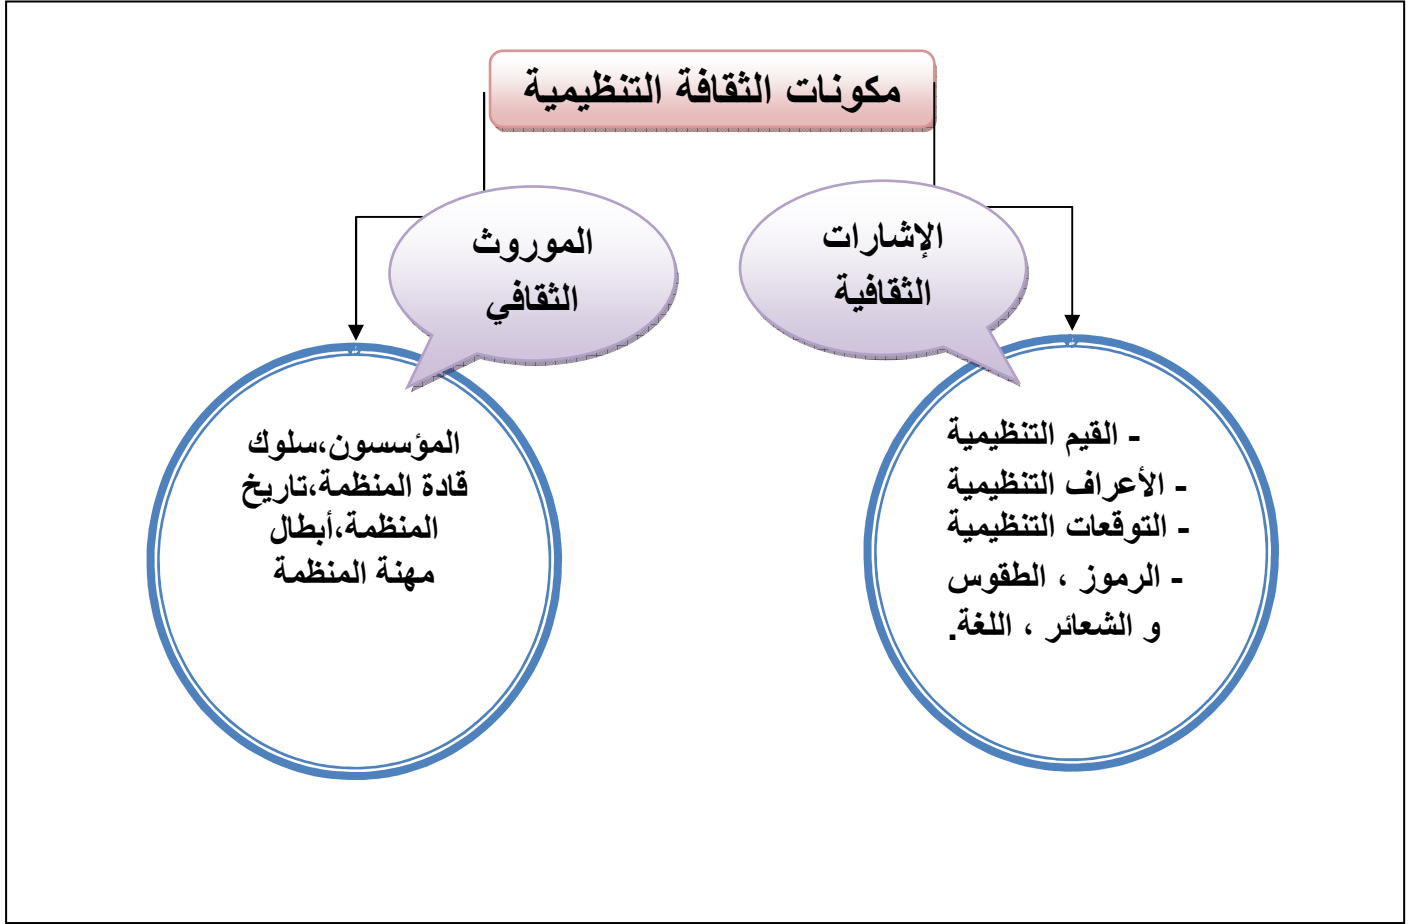 مكونات الثقافة التنظيمية
الإشارات
الثقافية
- القيم التنظيمية
- الأعراف التنظيمية
- التوقعات التنظيمية
- الرموز ، الطقوس
و الشعائر ، اللغة.
الموروث
الثقافي
المؤسسون،سلوك
قادة المنظمة،تاريخ
المنظمة،أبطال
مهنة المنظمة